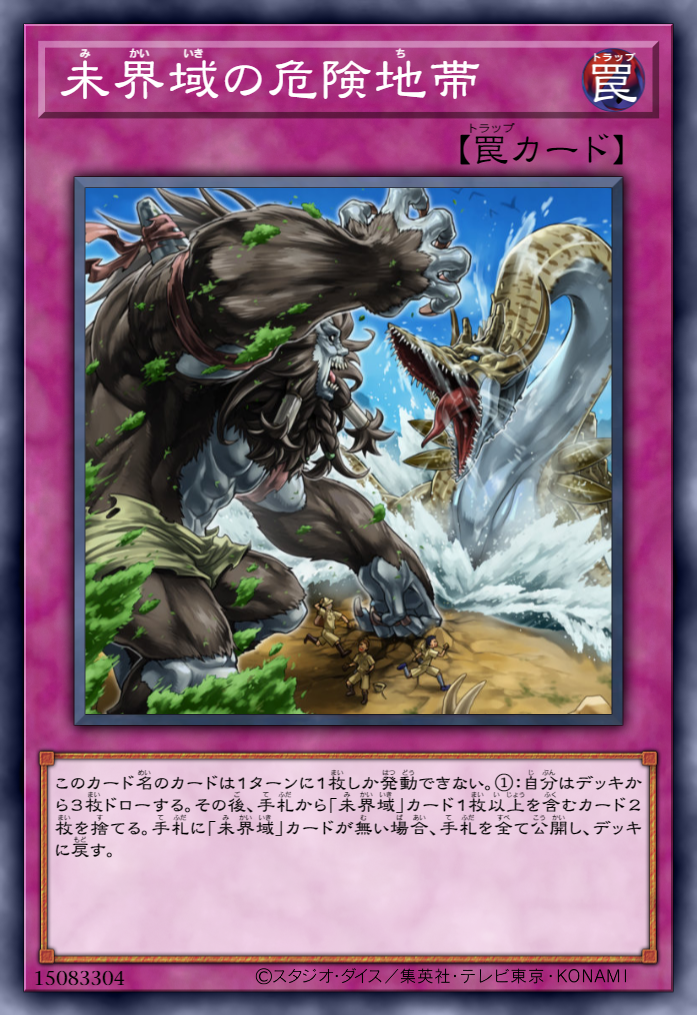 未界域の危険地帯
罠
【罠カード】
このカード名のカードは1ターンに1枚しか発動できない。①:自分はデッキか
ら3枚ドローする。その後、手札から「未界域」カード1枚以上を含むカード2
枚を捨てる。手札に「未界域」カードが無い場合、手札を全て公開し、デッキ
に戻す。
15083304 ©スタジオ・ダイス/集英社・テレビ東京・KONAMI